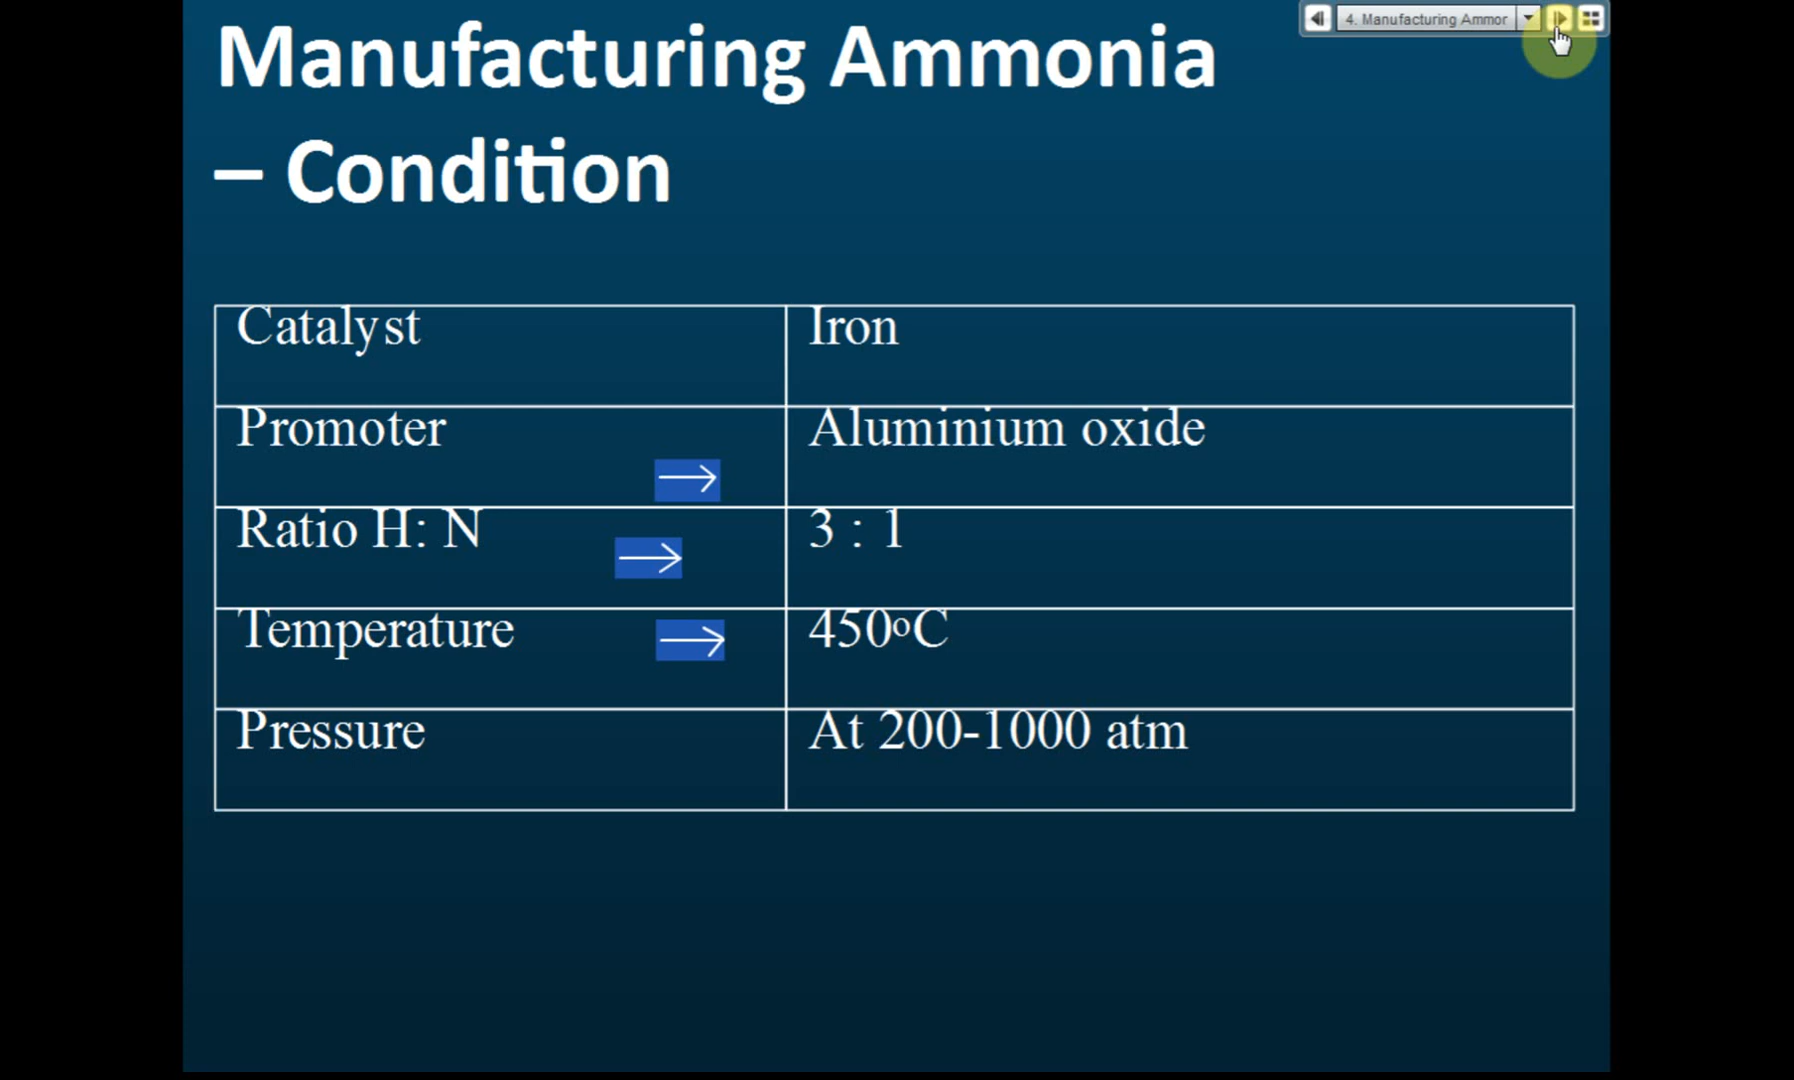 4. Manufacturing Ammor
Manufacturing Ammonia
– Condition
Catalyst Iron
Promoter Aluminium oxide
Ratio H: N 3 : 1
Temperature 450oC
Pressure At 200-1000 atm